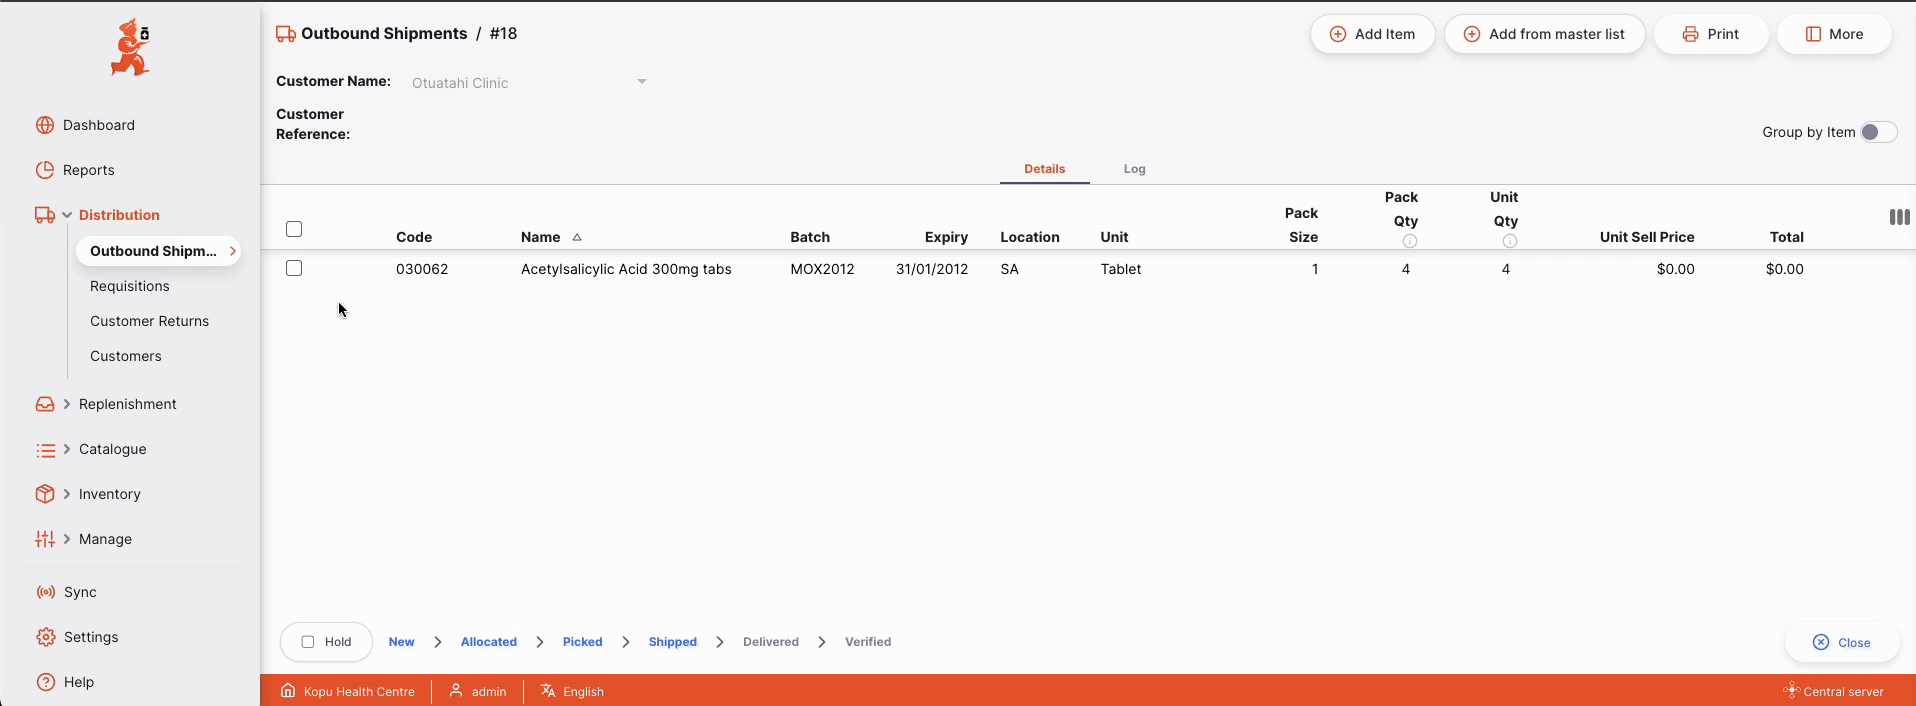 Outbound Shipments / #18
Add Item
Add from master list
Print
More
Customer Name: Otuatahi Clinic
Customer
Reference:
Group by Item
Dashboard
Reports
Distribution
Outbound Shipm...
Requisitions
Customer Returns
Customers
Replenishment
Catalogue
Inventory
Manage
Sync
Settings
Help
Details Log
Code Name Batch Expiry Location Unit Pack Size Pack Qty Unit Qty Unit Sell Price Total
030062 Acetylsalicylic Acid 300mg tabs MOX2012 31/01/2012 SA Tablet 1 4 4 $0.00 $0.00
Hold New Allocated Picked Shipped Delivered Verified Close
Kopu Health Centre admin English Central server